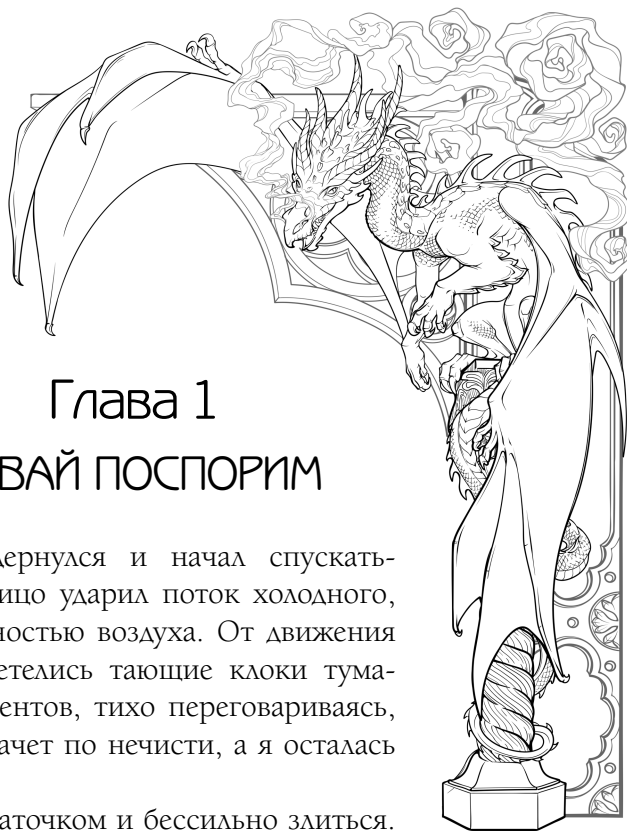 Глава 1
ВАЙ ПОСПОРИМ
дернулся и начал спускать-
ицо ударил поток холодного,
ностью воздуха. От движения
етелись тающие клоки тума-
ентов, тихо переговариваясь,
ачет по нечисти, а я осталась
аточком и бессильно злиться.